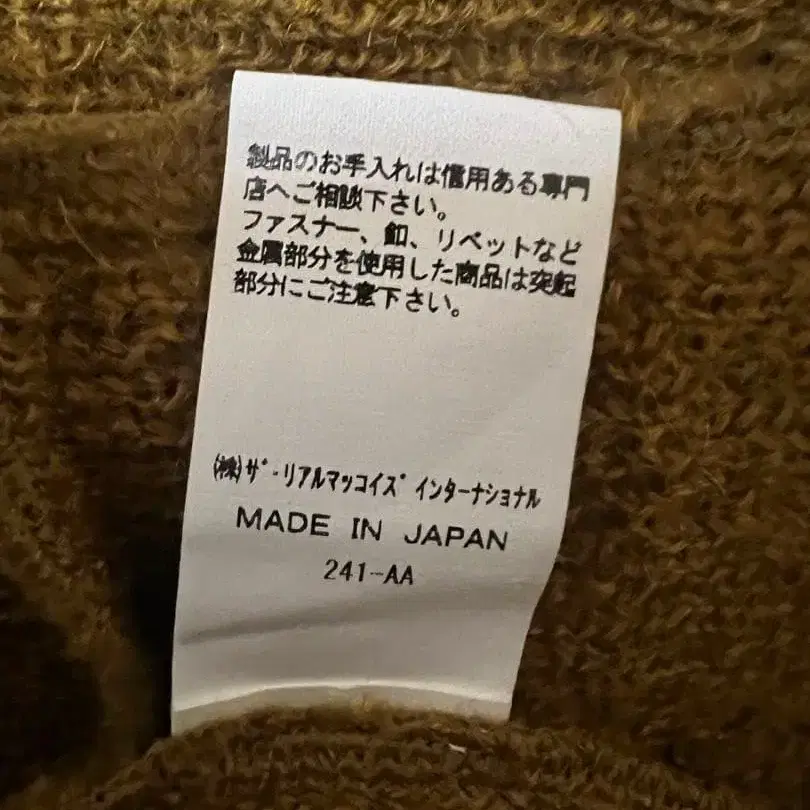 製品のお手入れは信用ある専門
店へご相談下さい。
ファスナー、釦、リベットなど
金属部分を使用した商品は突起
部分にご注意下さい。
㈱ｻﾞ･ﾘｱﾙﾏｯｺｲｽﾞ ｲﾝﾀｰﾅｼｮﾅﾙ
MADE IN JAPAN
241-AA